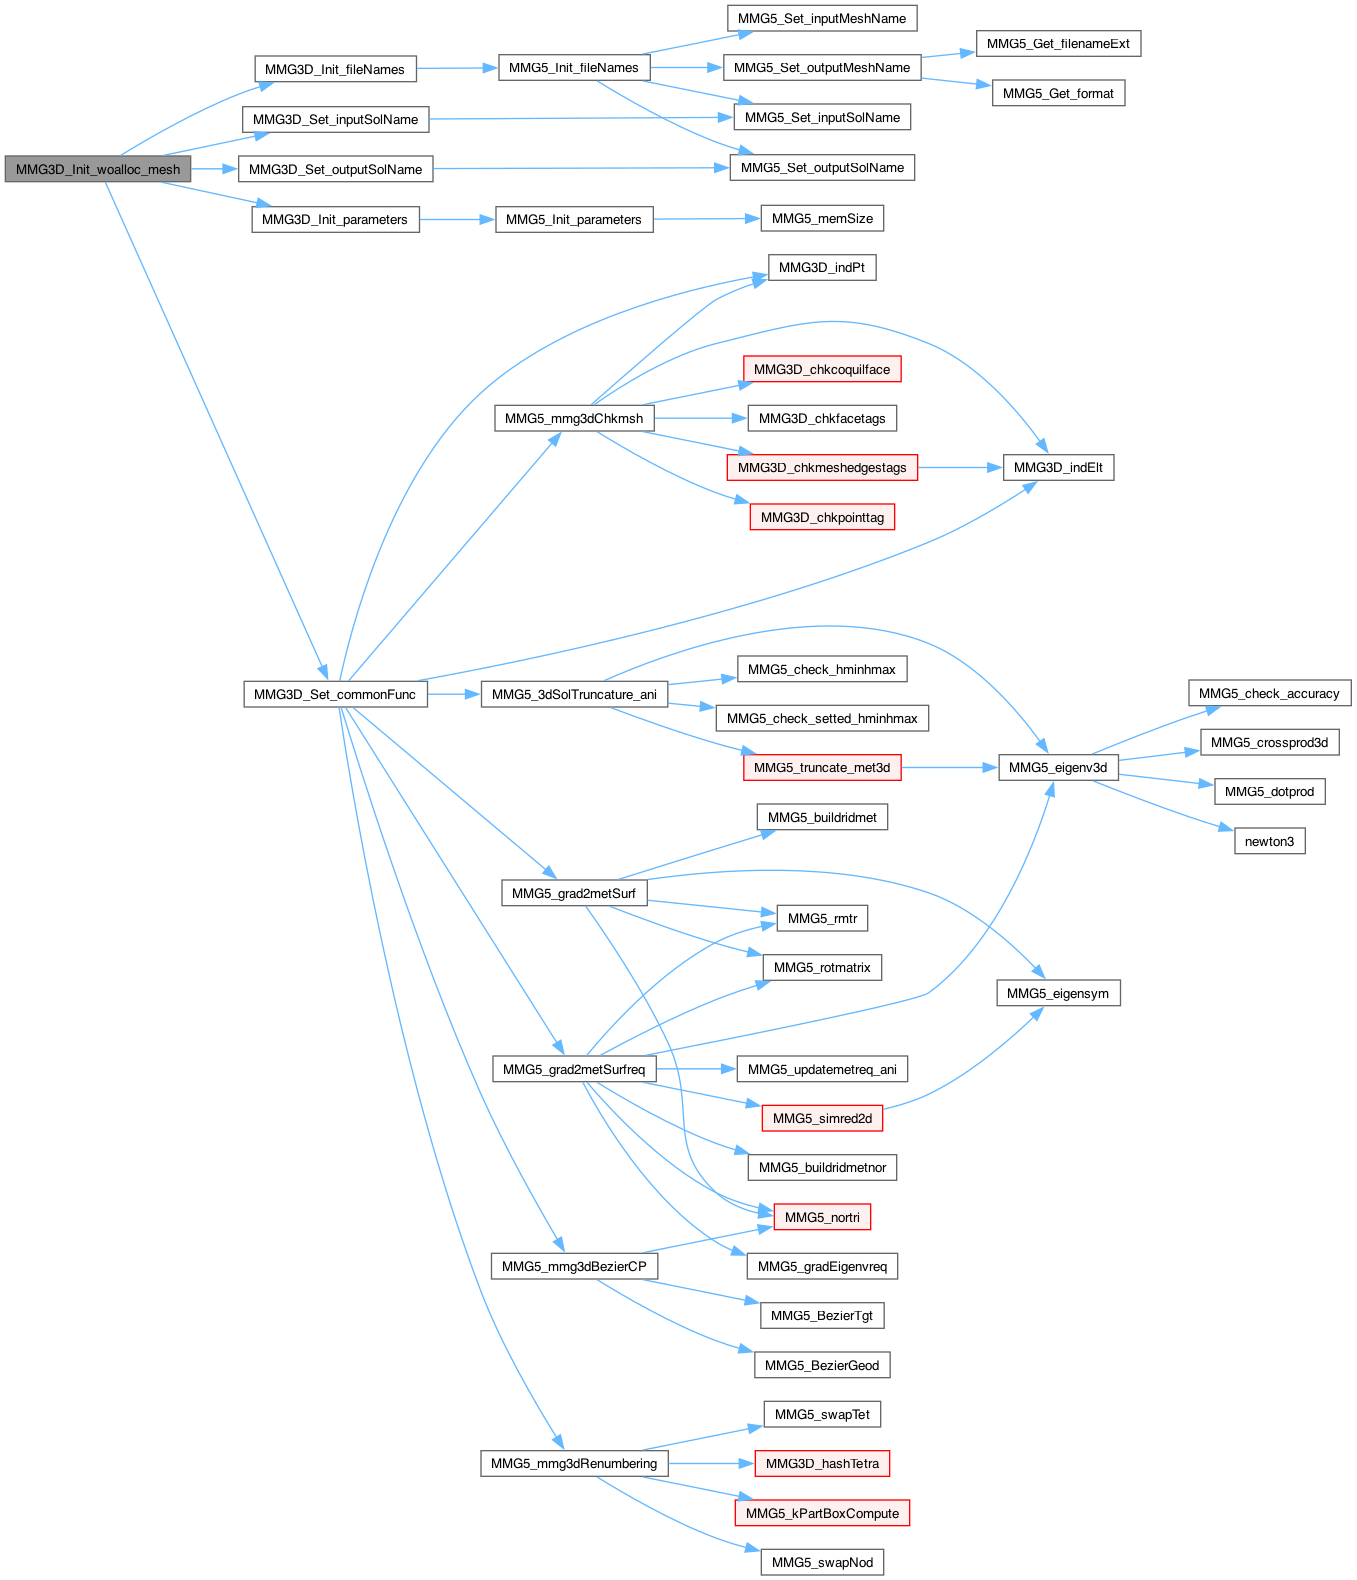 MMG5_Set_inputMeshName
MMG5_Get_filenameExt
MMG3D_Init_fileNames
MMG5_Init_fileNames
MMG5_Set_outputMeshName
MMG5_Get_format
MMG3D_Set_inputSolName
MMG5_Set_inputSolName
MMG3D_Init_woalloc_mesh
MMG3D_Set_outputSolName
MMG5_Set_outputSolName
MMG3D_Init_parameters
MMG5_Init_parameters
MMG5_memSize
MMG3D_indPt
MMG3D_chkcoquilface
MMG5_mmg3dChkmsh
MMG3D_chkfacetags
MMG3D_chkmeshedgestags
MMG3D_indElt
MMG3D_chkpointtag
MMG5_check_hminhmax
MMG3D_Set_commonFunc
MMG5_3dSolTruncature_ani
MMG5_check_accuracy
MMG5_check_setted_hminhmax
MMG5_crossprod3d
MMG5_truncate_met3d
MMG5_eigenv3d
MMG5_dotprod
MMG5_buildridmet
newton3
MMG5_grad2metSurf
MMG5_rmtr
MMG5_rotmatrix
MMG5_eigensym
MMG5_grad2metSurfreq
MMG5_updatemetreq_ani
MMG5_simred2d
MMG5_buildridmetnor
MMG5_nortri
MMG5_mmg3dBezierCP
MMG5_gradEigenvreq
MMG5_BezierTgt
MMG5_BezierGeod
MMG5_swapTet
MMG5_mmg3dRenumbering
MMG3D_hashTetra
MMG5_kPartBoxCompute
MMG5_swapNod